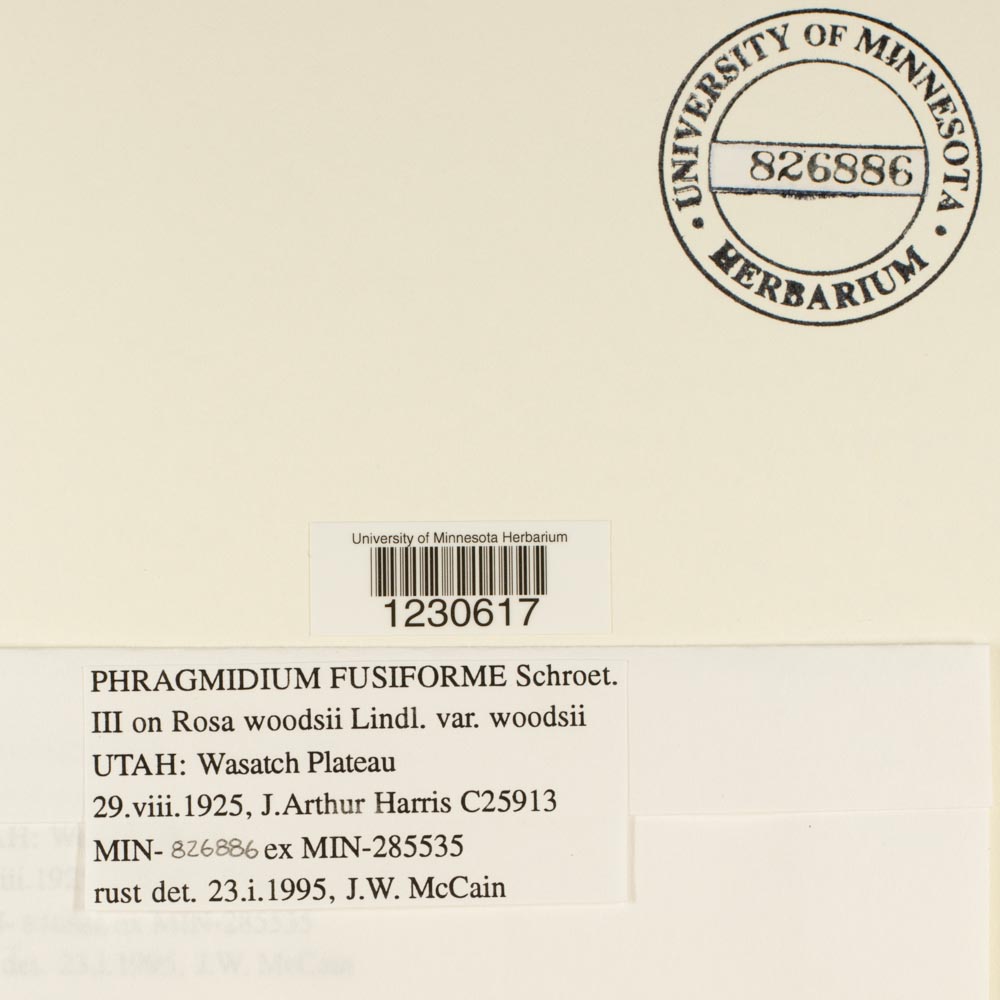 UNIVERSITY OF MINNESOTA
826886
HERBARIUM
University of Minnesota Herbarium
1230617
PHRAGMIDIUM FUSIFORME Schroet.
III on Rosa woodsii Lindl. var. woodsii
UTAH: Wasatch Plateau
29.viii.1925, J.Arthur Harris C25913
MIN- 826886 ex MIN-285535
rust det. 23.i.1995, J.W. McCain